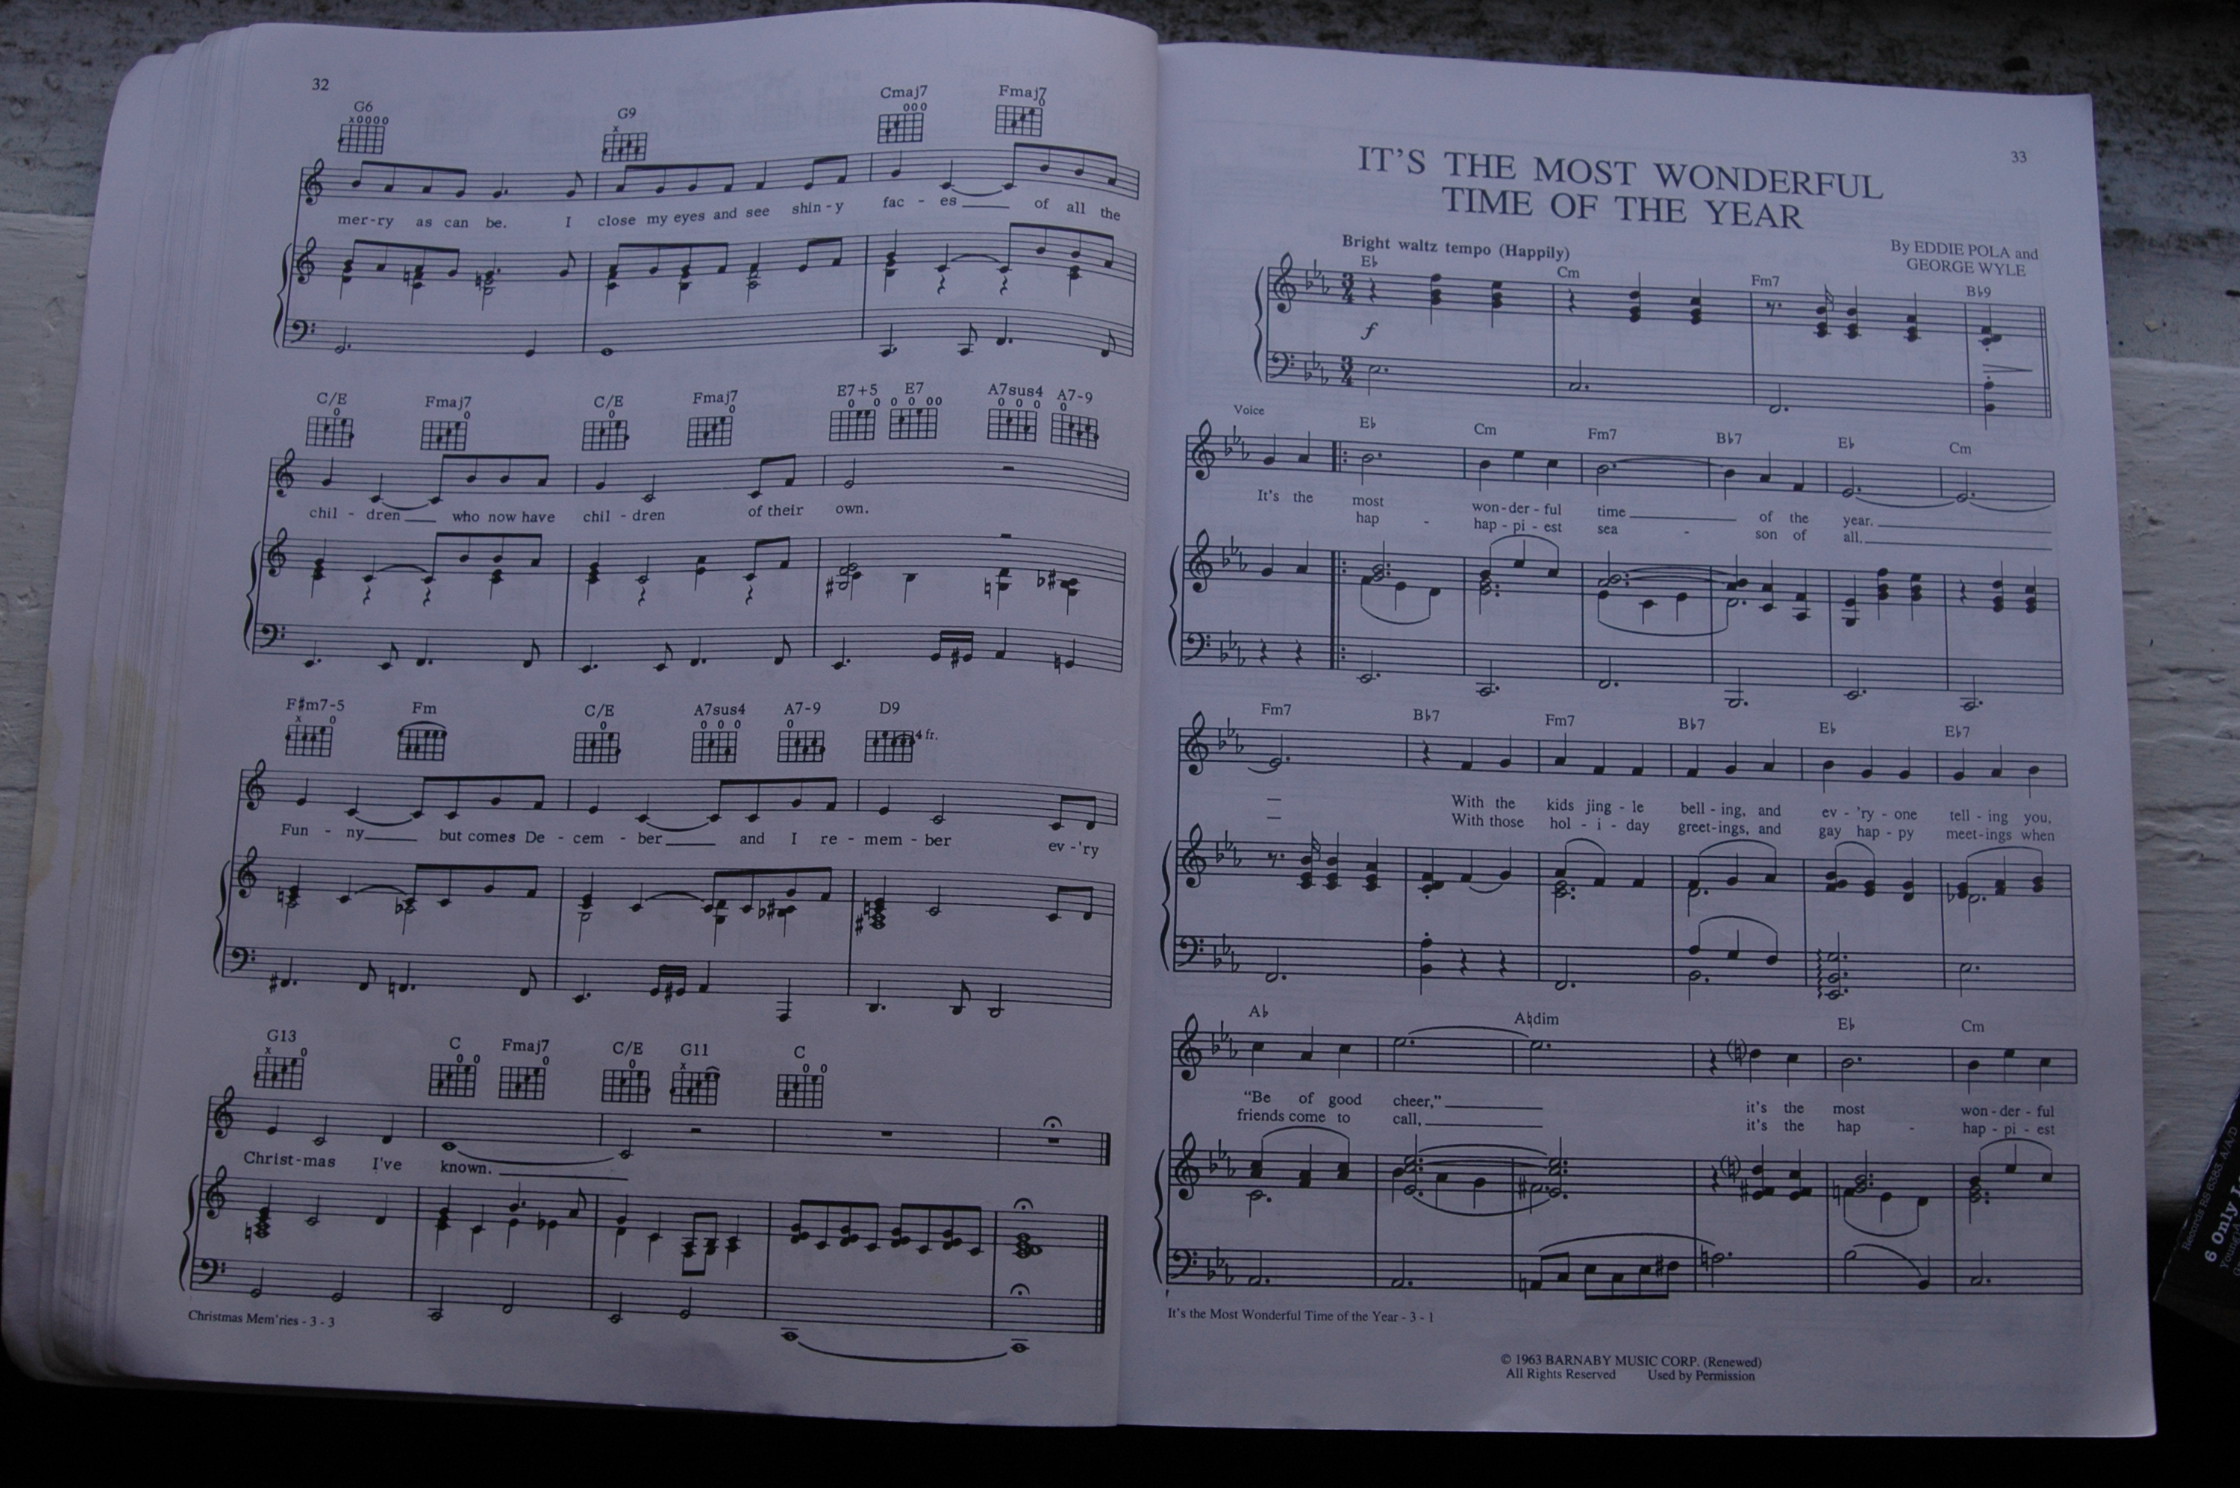 32
G6 G9 Cmaj7 Fmaj7
mer-ry as can be. I close my eyes and see shin-y fac - es of all the
C/E Fmaj7 C/E Fmaj7 E7+5 E7 A7sus4 A7-9
chil - dren who now have chil - dren of their own.
F♯m7-5 Fm C/E A7sus4 A7-9 D9
4 fr.
Fun - ny but comes De - cem - ber and I re - mem - ber ev -'ry
G13 C Fmaj7 C/E G11 C
Christ-mas I've known.
Christmas Mem'ries - 3 - 3
33
IT'S THE MOST WONDERFUL
TIME OF THE YEAR
By EDDIE POLA and
GEORGE WYLE
Bright waltz tempo (Happily)
E♭ Cm Fm7 B♭9
f
Voice
E♭ Cm Fm7 B♭7 E♭ Cm
It's the most won-der - ful time of the year.
hap - hap - pi - est sea - son of all.
Fm7 B♭7 Fm7 B♭7 E♭ E♭7
With the kids jing - le bell - ing, and ev - 'ry - one tell - ing you,
With those hol - i - day greet-ings, and gay hap - py meet-ings when
A♭ A♮dim E♭ Cm
"Be of good cheer," it's the most won - der - ful
friends come to call, it's the hap - hap - pi - est
It's the Most Wonderful Time of the Year - 3 - 1
© 1963 BARNABY MUSIC CORP. (Renewed)
All Rights Reserved Used by Permission
6 Only